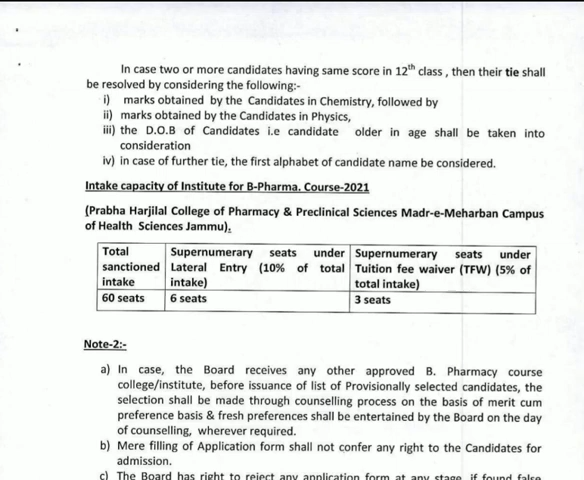 In case two or more candidates having same score in 12th class , then their tie shall
be resolved by considering the following:-
i) marks obtained by the Candidates in Chemistry, followed by
ii) marks obtained by the Candidates in Physics,
iii) the D.O.B of Candidates i.e candidate older in age shall be taken into
consideration
iv) in case of further tie, the first alphabet of candidate name be considered.
Intake capacity of Institute for B-Pharma. Course-2021
(Prabha Harjilal College of Pharmacy & Preclinical Sciences Madr-e-Meharban Campus
of Health Sciences Jammu).
Total sanctioned intake
Supernumerary seats under Lateral Entry (10% of total intake)
Supernumerary seats under Tuition fee waiver (TFW) (5% of total intake)
60 seats
6 seats
3 seats
Note-2:-
a) In case, the Board receives any other approved B. Pharmacy course
college/institute, before issuance of list of Provisionally selected candidates, the
selection shall be made through counselling process on the basis of merit cum
preference basis & fresh preferences shall be entertained by the Board on the day
of counselling, wherever required.
b) Mere filling of Application form shall not confer any right to the Candidates for
admission.
c) The Board has right to reject any application form at any stage, if found false